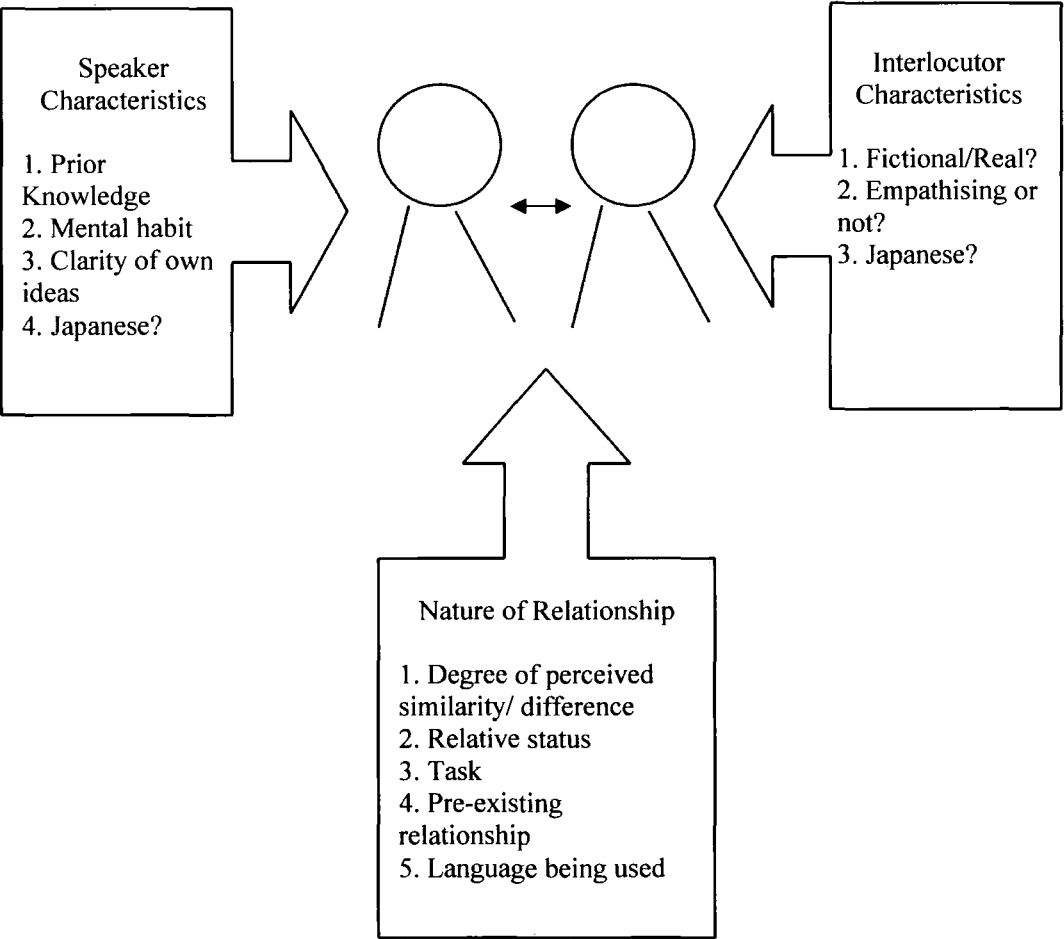 Speaker
Characteristics
1. Prior
Knowledge
2. Mental habit
3. Clarity of own
ideas
4. Japanese?
Interlocutor
Characteristics
1. Fictional/Real?
2. Empathising or
not?
3. Japanese?
Nature of Relationship
1. Degree of perceived
similarity/ difference
2. Relative status
3. Task
4. Pre-existing
relationship
5. Language being used